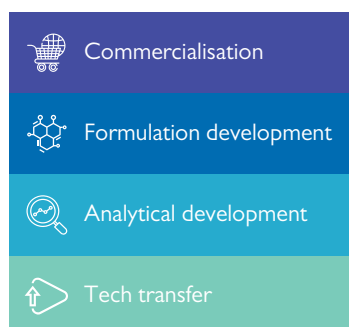 Commercialisation
Formulation development
Analytical development
Tech transfer